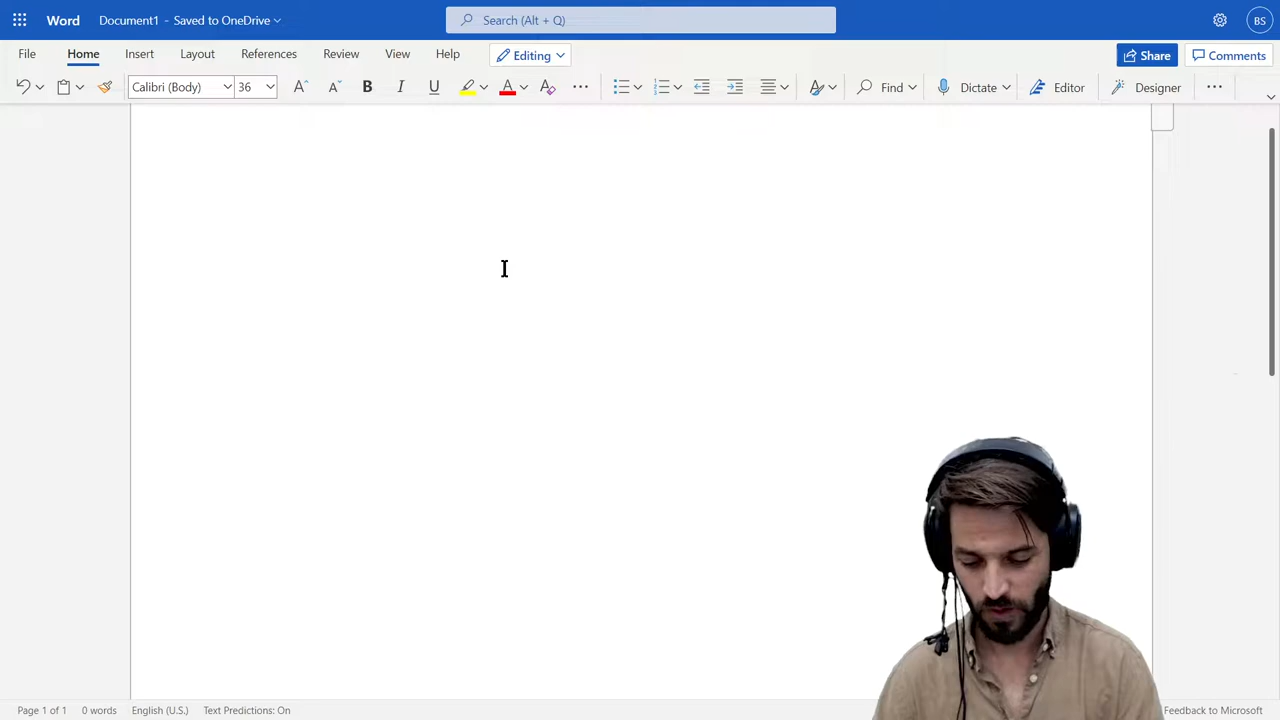 Word Document1 - Saved to OneDrive Search (Alt + Q) BS
File Home Insert Layout References Review View Help Editing Share Comments
Calibri (Body) 36 A A B I U A A Find Dictate Editor Designer
Page 1 of 1 0 words English (U.S.) Text Predictions: On Feedback to Microsoft